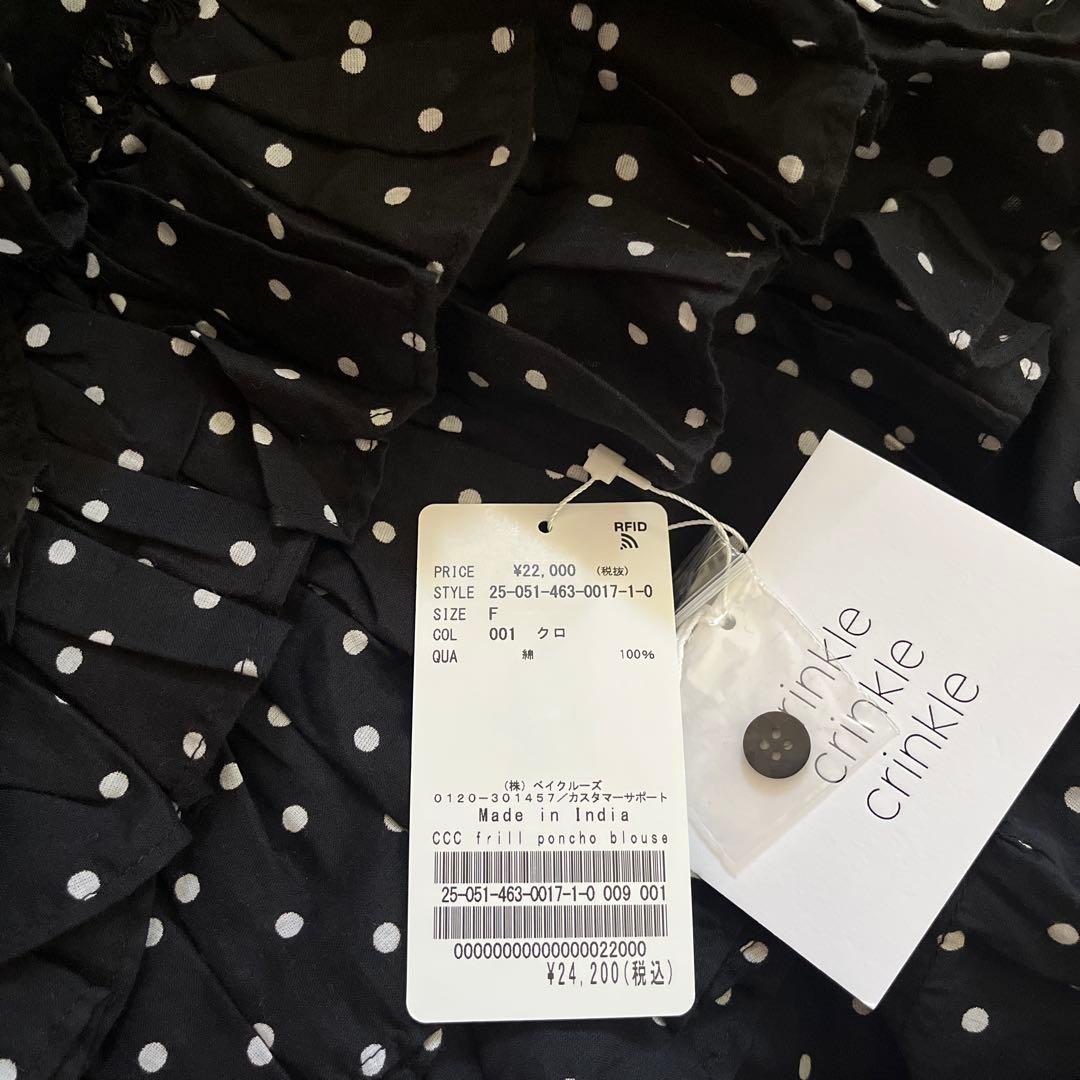 RFID
PRICE ¥22,000 (税抜)
STYLE 25-051-463-0017-1-0
SIZE F
COL 001 クロ
QUA 綿 100%
(株) ベイクルーズ
0120-301457/カスタマーサポート
Made in India
CCC frill poncho blouse
25-051-463-0017-1-0 009 001
00000000000000022000
¥24,200(税込)
rinkle
crinkle
crinkle